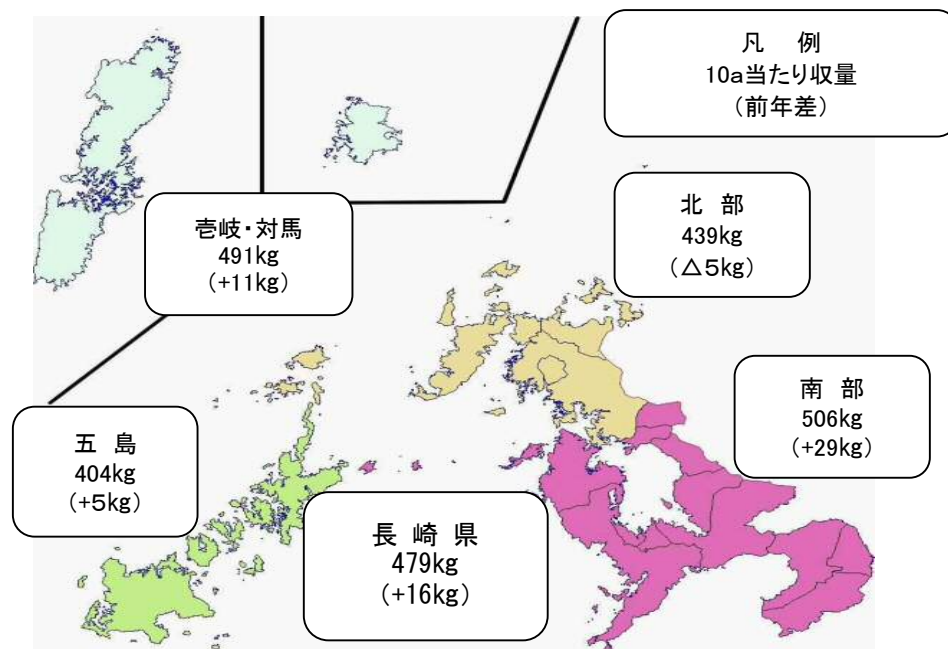 凡 例
10a当たり収量
(前年差)
北 部
439kg
(△5kg)
壱岐・対馬
491kg
(+11kg)
南 部
506kg
(+29kg)
五 島
404kg
(+5kg)
長 崎 県
479kg
(+16kg)